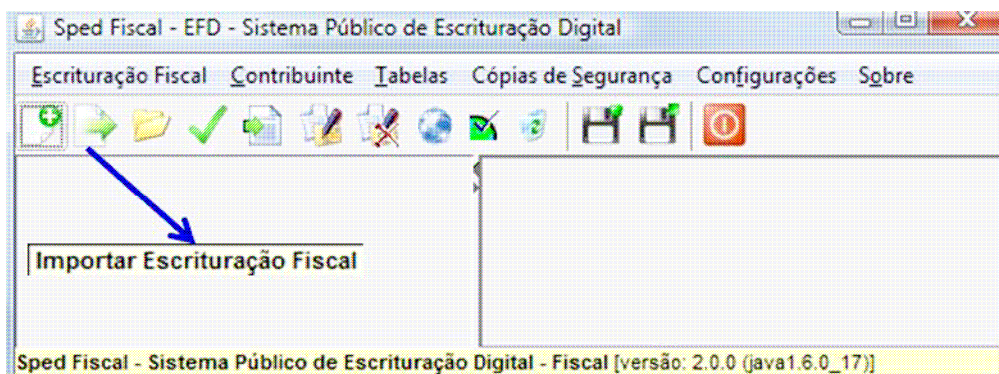 Sped Fiscal - EFD - Sistema Público de Escrituração Digital
Escrituração Fiscal Contribuinte Tabelas Cópias de Segurança Configurações Sobre
Importar Escrituração Fiscal
Sped Fiscal - Sistema Público de Escrituração Digital - Fiscal [versão: 2.0.0 (java1.6.0_17)]